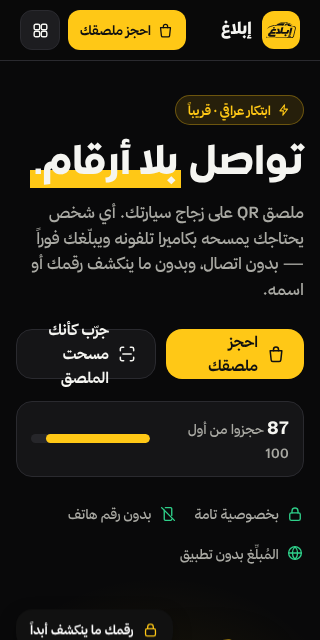 إبلاغ
إبلاغ
احجز ملصقك
ابتكار عراقي · قريباً
تواصل بلا أرقام.
ملصق QR على زجاج سيارتك. أي شخص
يحتاجك يمسحه بكاميرا تلفونه ويبلّغك فوراً
— بدون اتصال، وبدون ما ينكشف رقمك أو
اسمه.
احجز
ملصقك
جرّب كأنك
مسحت
الملصق
87 حجزوا من أول
100
بخصوصية تامة
بدون رقم هاتف
المُبلِّغ بدون تطبيق
رقمك ما ينكشف أبداً